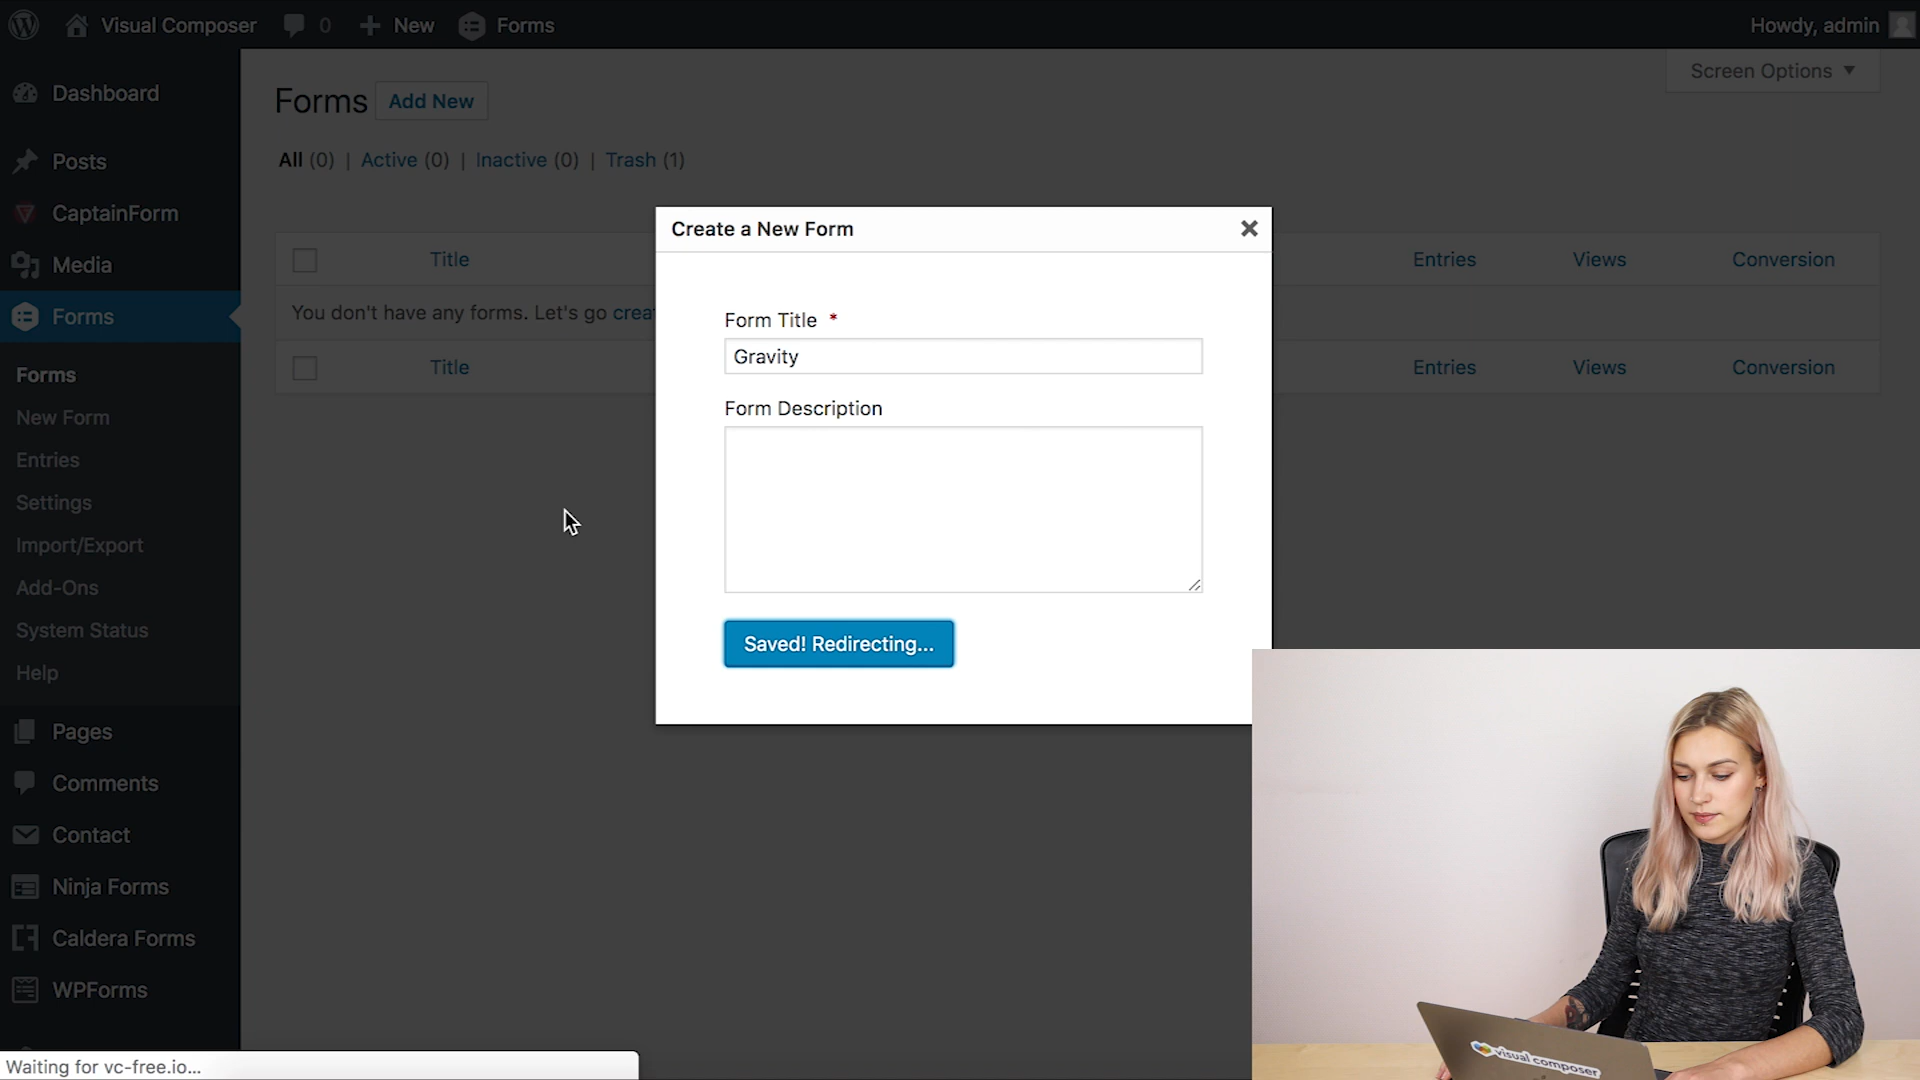 Visual Composer 0 New Forms Howdy, admin
Screen Options
Dashboard
Posts
CaptainForm
Media
Forms
Forms
New Form
Entries
Settings
Import/Export
Add-Ons
System Status
Help
Pages
Comments
Contact
Ninja Forms
Caldera Forms
WPForms
Forms Add New
All (0) | Active (0) | Inactive (0) | Trash (1)
Title Entries Views Conversion
You don't have any forms. Let's go
Title Entries Views Conversion
Create a New Form
Form Title *
Gravity
Form Description
Saved! Redirecting...
Waiting for vc-free.io...
visual composer